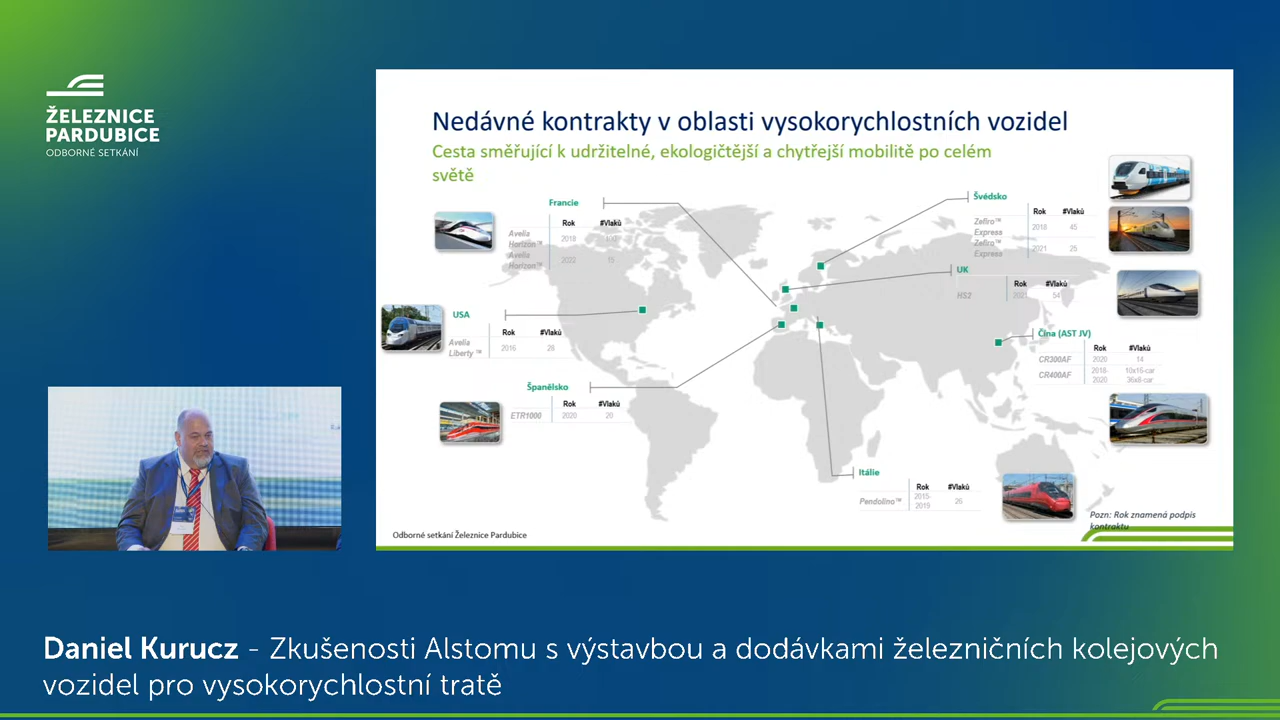 ŽELEZNICE
PARDUBICE
ODBORNÉ SETKÁNÍ
Nedávné kontrakty v oblasti vysokorychlostních vozidel
Cesta směřující k udržitelné, ekologičtější a chytřejší mobilitě po celém
světě
Francie
Rok #Vlaků
Avelia
Horizon™ 2018 100
Avelia
Horizon™ 2022 15
USA
Rok #Vlaků
Avelia
Liberty ™ 2016 28
Španělsko
Rok #Vlaků
ETR1000 2020 20
Švédsko
Rok #Vlaků
Zefiro™
Express 2018 45
Zefiro™
Express 2021 25
UK
Rok #Vlaků
HS2 2021 54
Čína (AST JV)
Rok #Vlaků
CR300AF 2020 14
CR400AF 2018-2020 10x16-car
36x8-car
Itálie
Rok #Vlaků
Pendolino™ 2015-2019 26
Pozn: Rok znamená podpis
kontraktu
Odborné setkání Železnice Pardubice
Daniel Kurucz - Zkušenosti Alstomu s výstavbou a dodávkami železničních kolejových
vozidel pro vysokorychlostní tratě